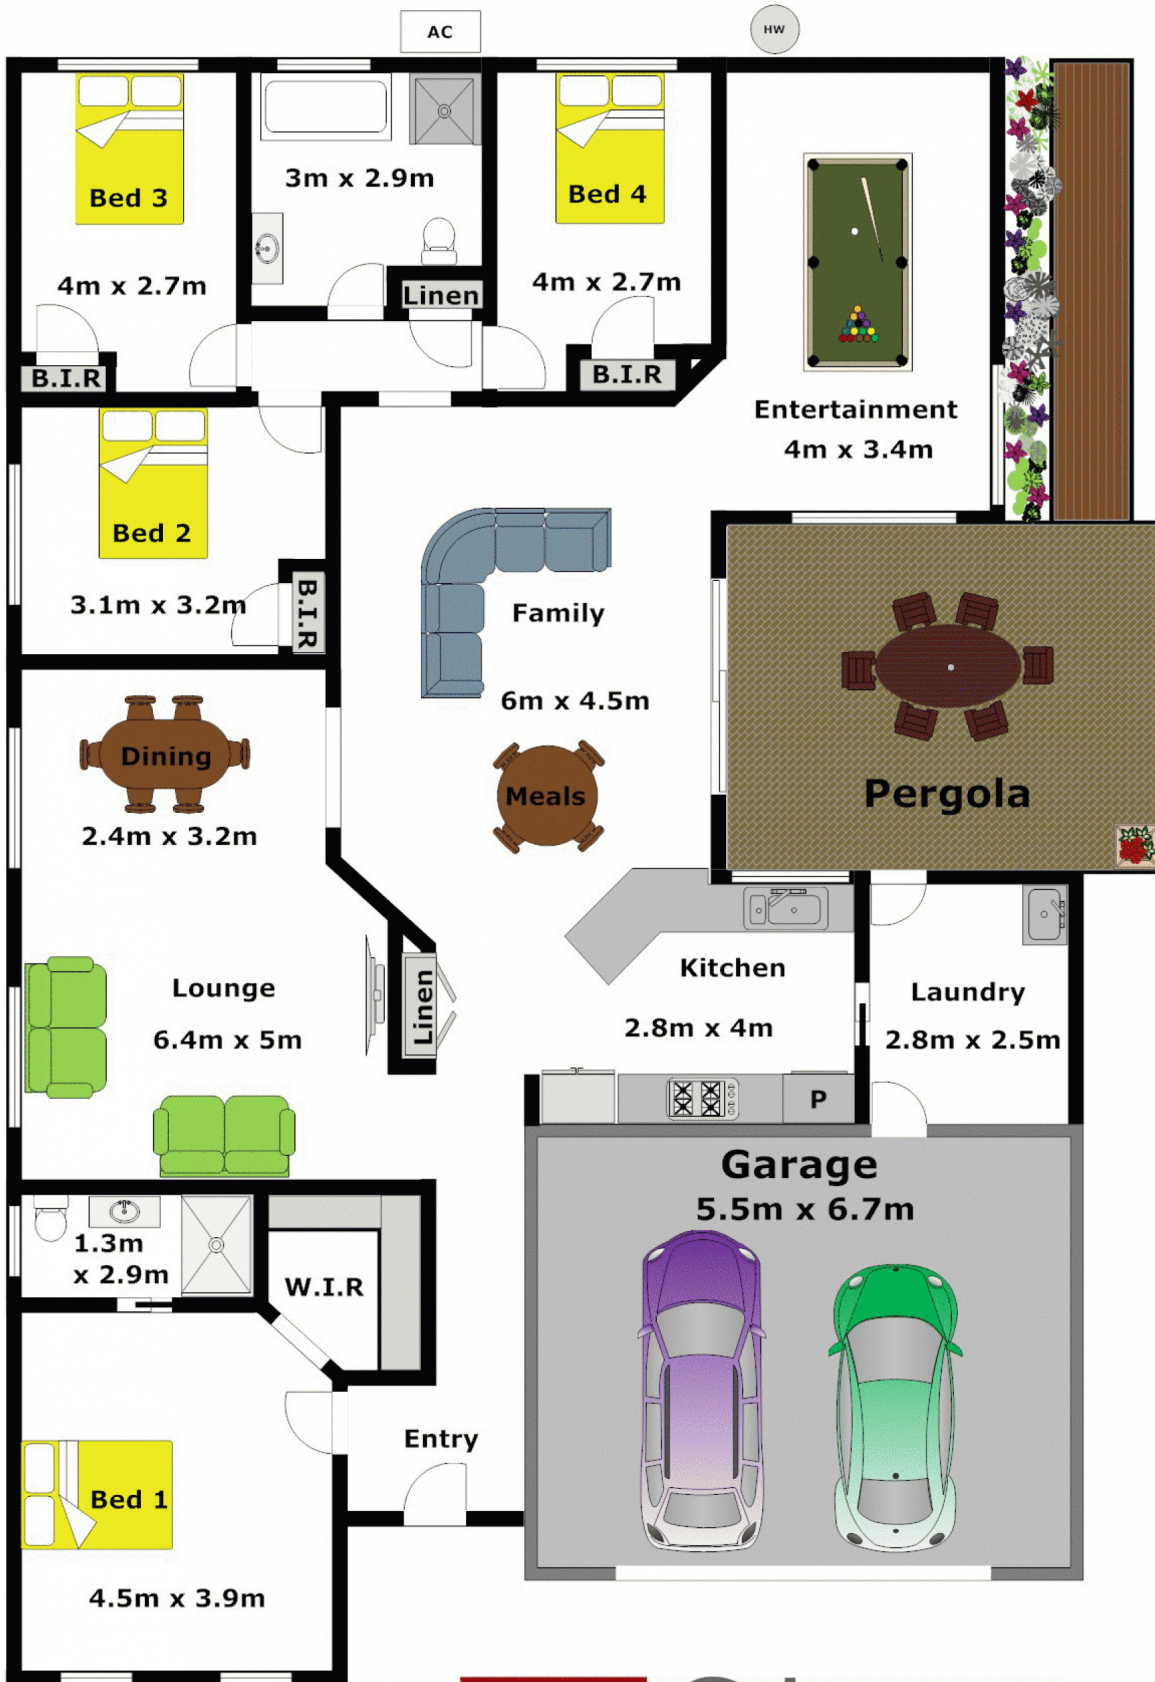 AC
HW
Bed 3
4m x 2.7m
B.I.R
3m x 2.9m
Linen
Bed 4
4m x 2.7m
B.I.R
Entertainment
4m x 3.4m
Bed 2
3.1m x 3.2m
B.I.R
Family
6m x 4.5m
Meals
Pergola
Dining
2.4m x 3.2m
Lounge
6.4m x 5m
Linen
Kitchen
2.8m x 4m
P
Laundry
2.8m x 2.5m
Garage
5.5m x 6.7m
1.3m
x 2.9m
W.I.R
Entry
Bed 1
4.5m x 3.9m